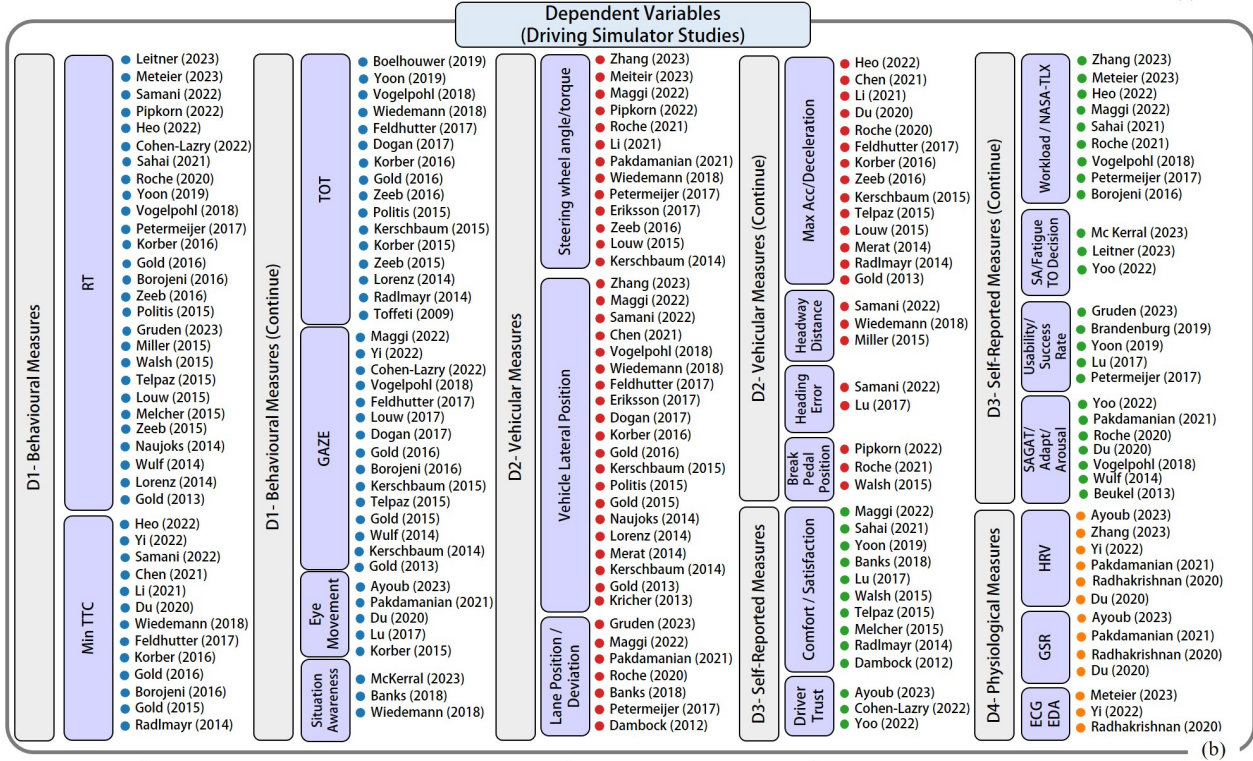 Dependent Variables
(Driving Simulator Studies)
D1- Behavioural Measures
RT
Leitner (2023)
Meteier (2023)
Samani (2022)
Pipkorn (2022)
Heo (2022)
Cohen-Lazry (2022)
Sahai (2021)
Roche (2020)
Yoon (2019)
Vogelpohl (2018)
Petermeijer (2017)
Korber (2016)
Gold (2016)
Borojeni (2016)
Zeeb (2016)
Politis (2015)
Gruden (2023)
Miller (2015)
Walsh (2015)
Telpaz (2015)
Louw (2015)
Melcher (2015)
Zeeb (2015)
Naujoks (2014)
Wulf (2014)
Lorenz (2014)
Gold (2013)
Min TTC
Heo (2022)
Yi (2022)
Samani (2022)
Chen (2021)
Li (2021)
Du (2020)
Wiedemann (2018)
Feldhutter (2017)
Korber (2016)
Gold (2016)
Borojeni (2016)
Gold (2015)
Radlmayr (2014)
D1- Behavioural Measures (Continue)
TOT
Boelhouwer (2019)
Yoon (2019)
Vogelpohl (2018)
Wiedemann (2018)
Feldhutter (2017)
Dogan (2017)
Korber (2016)
Gold (2016)
Zeeb (2016)
Politis (2015)
Kerschbaum (2015)
Korber (2015)
Zeeb (2015)
Lorenz (2014)
Radlmayr (2014)
Toffeti (2009)
GAZE
Maggi (2022)
Yi (2022)
Cohen-Lazry (2022)
Vogelpohl (2018)
Feldhutter (2017)
Louw (2017)
Dogan (2017)
Gold (2016)
Borojeni (2016)
Kerschbaum (2015)
Telpaz (2015)
Gold (2015)
Wulf (2014)
Kerschbaum (2014)
Gold (2013)
Eye
Movement
Ayoub (2023)
Pakdamanian (2021)
Du (2020)
Lu (2017)
Korber (2015)
Situation
Awareness
McKerral (2023)
Banks (2018)
Wiedemann (2018)
D2- Vehicular Measures
Steering wheel angle/torque
Zhang (2023)
Meiteir (2023)
Maggi (2022)
Pipkorn (2022)
Roche (2021)
Li (2021)
Pakdamanian (2021)
Wiedemann (2018)
Petermeijer (2017)
Eriksson (2017)
Zeeb (2016)
Louw (2015)
Kerschbaum (2014)
Vehicle Lateral Position
Zhang (2023)
Maggi (2022)
Samani (2022)
Chen (2021)
Vogelpohl (2018)
Wiedemann (2018)
Feldhutter (2017)
Eriksson (2017)
Dogan (2017)
Korber (2016)
Gold (2016)
Kerschbaum (2015)
Politis (2015)
Gold (2015)
Naujoks (2014)
Lorenz (2014)
Merat (2014)
Kerschbaum (2014)
Gold (2013)
Kricher (2013)
Lane Position /
Deviation
Gruden (2023)
Maggi (2022)
Pakdamanian (2021)
Roche (2020)
Banks (2018)
Petermeijer (2017)
Dambock (2012)
D2- Vehicular Measures (Continue)
Max Acc/Deceleration
Heo (2022)
Chen (2021)
Li (2021)
Du (2020)
Roche (2020)
Feldhutter (2017)
Korber (2016)
Zeeb (2016)
Kerschbaum (2015)
Telpaz (2015)
Louw (2015)
Merat (2014)
Radlmayr (2014)
Gold (2013)
Headway
Distance
Samani (2022)
Wiedemann (2018)
Miller (2015)
Heading
Error
Samani (2022)
Lu (2017)
Break
Pedal
Position
Pipkorn (2022)
Roche (2021)
Walsh (2015)
D3- Self-Reported Measures
Comfort / Satisfaction
Maggi (2022)
Sahai (2021)
Yoon (2019)
Banks (2018)
Lu (2017)
Walsh (2015)
Telpaz (2015)
Melcher (2015)
Radlmayr (2014)
Dambock (2012)
Driver
Trust
Ayoub (2023)
Cohen-Lazry (2022)
Yoo (2022)
D3- Self-Reported Measures (Continue)
Workload / NASA-TLX
Zhang (2023)
Meteier (2023)
Heo (2022)
Maggi (2022)
Sahai (2021)
Roche (2021)
Vogelpohl (2018)
Petermeijer (2017)
Borojeni (2016)
SA/Fatigue
TO Decision
Mc Kerral (2023)
Leitner (2023)
Yoo (2022)
Usability/
Success
Rate
Gruden (2023)
Brandenburg (2019)
Yoon (2019)
Lu (2017)
Petermeijer (2017)
SAGAT/
Adapt/
Arousal
Yoo (2022)
Pakdamanian (2021)
Roche (2020)
Du (2020)
Vogelpohl (2018)
Wulf (2014)
Beukel (2013)
D4- Physiological Measures
HRV
Ayoub (2023)
Zhang (2023)
Yi (2022)
Pakdamanian (2021)
Radhakrishnan (2020)
Du (2020)
GSR
Ayoub (2023)
Pakdamanian (2021)
Radhakrishnan (2020)
Du (2020)
ECG
EDA
Meteier (2023)
Yi (2022)
Radhakrishnan (2020)
(b)